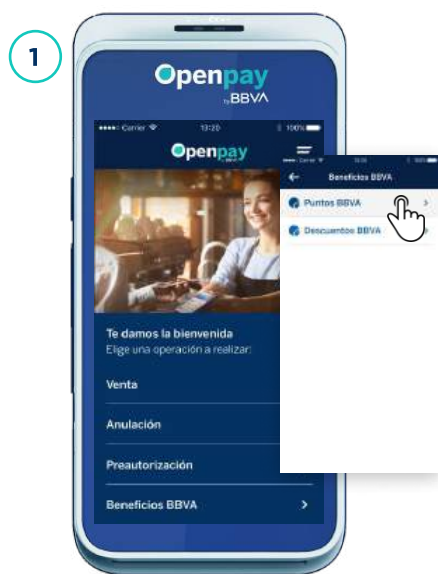 1
Openpay
by BBVA
Carrier 13:20 100%
Openpay
Beneficios BBVA
Puntos BBVA
Descuentos BBVA
Te damos la bienvenida
Elige una operación a realizar:
Venta
Anulación
Preautorización
Beneficios BBVA